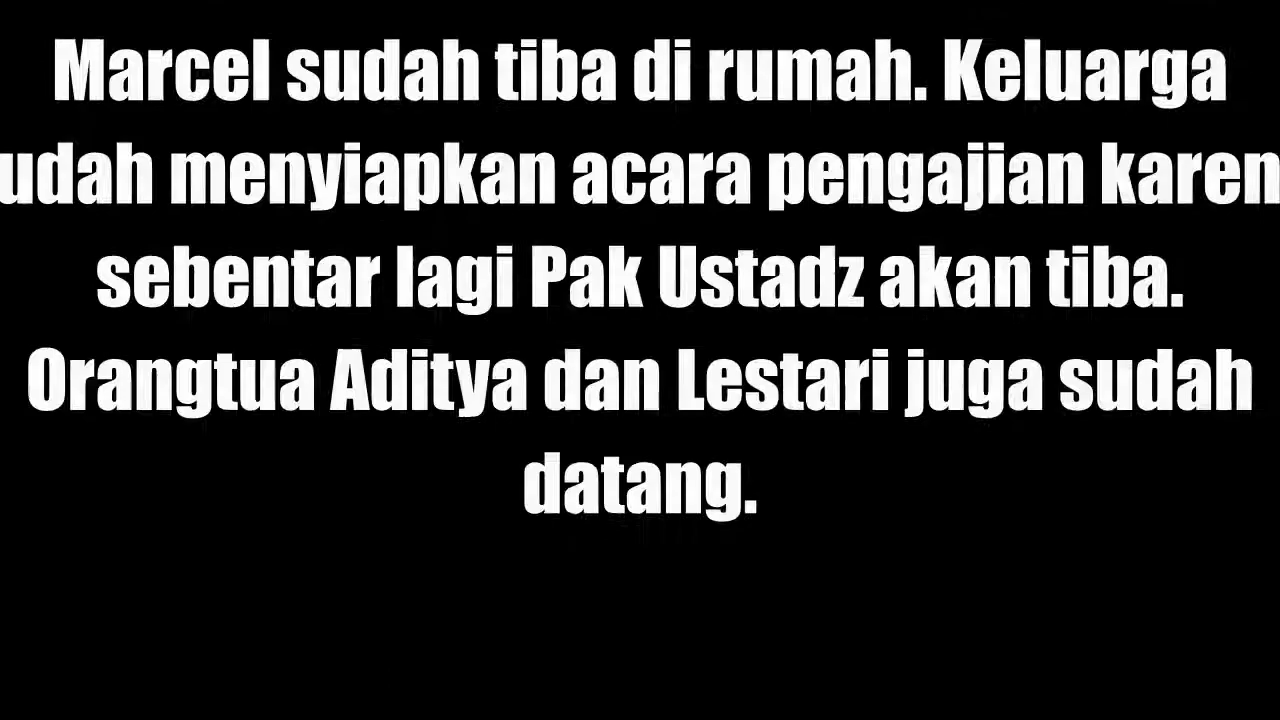 Marcel sudah tiba di rumah. Keluarga
udah menyiapkan acara pengajian karen
sebentar lagi Pak Ustadz akan tiba.
Orangtua Aditya dan Lestari juga sudah
datang.